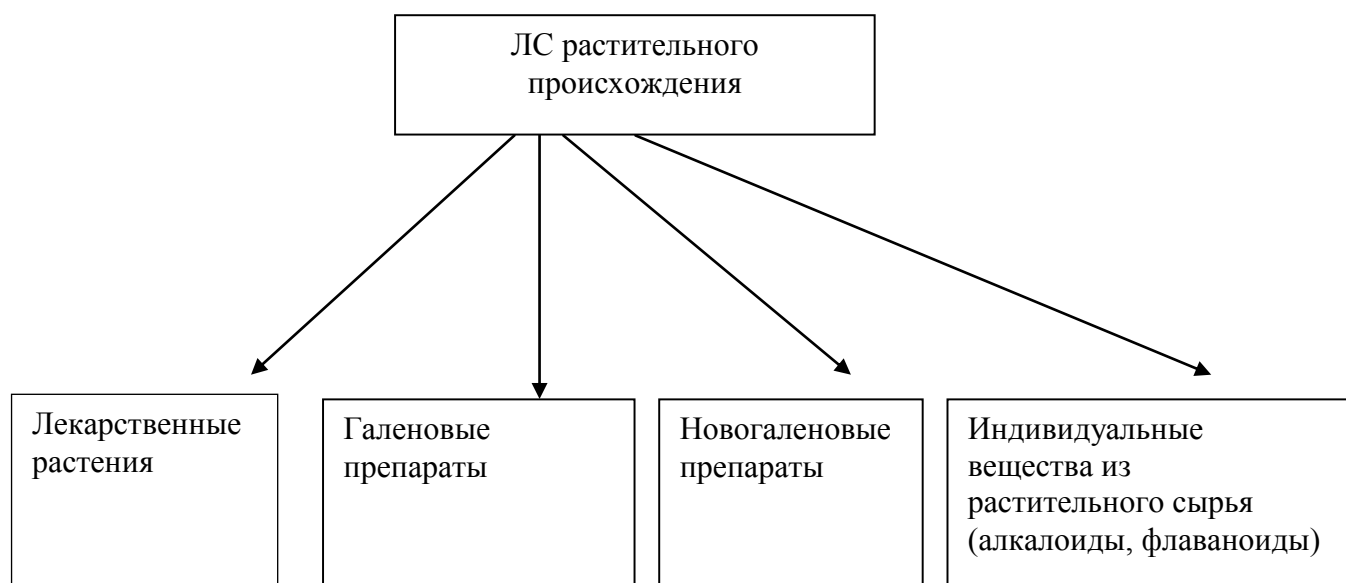 ЛС растительного
происхождения
Лекарственные
растения
Галеновые
препараты
Новогаленовые
препараты
Индивидуальные
вещества из
растительного сырья
(алкалоиды, флаваноиды)